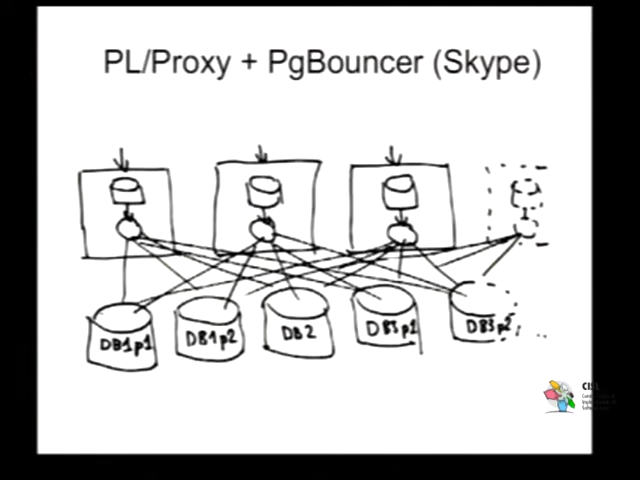 PL/Proxy + PgBouncer (Skype)
DB1p1
DB1p2
DB2
DB3p1
DB3p2